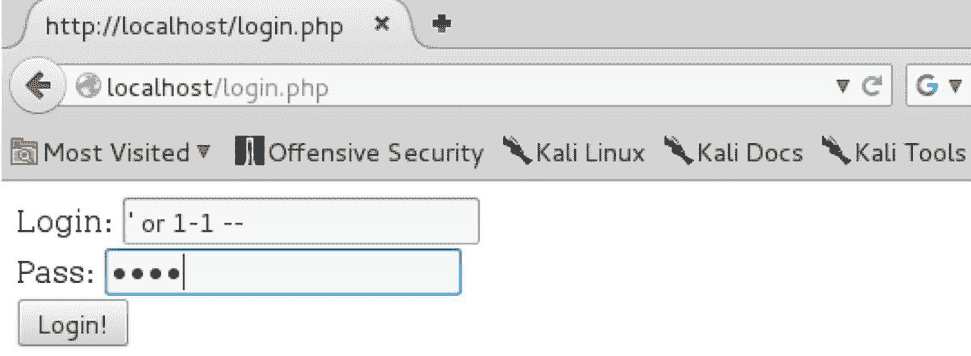 http://localhost/login.php
localhost/login.php
G
Most Visited Offensive Security Kali Linux Kali Docs Kali Tools
Login: ' or 1-1 --
Pass: ●●●●
Login!